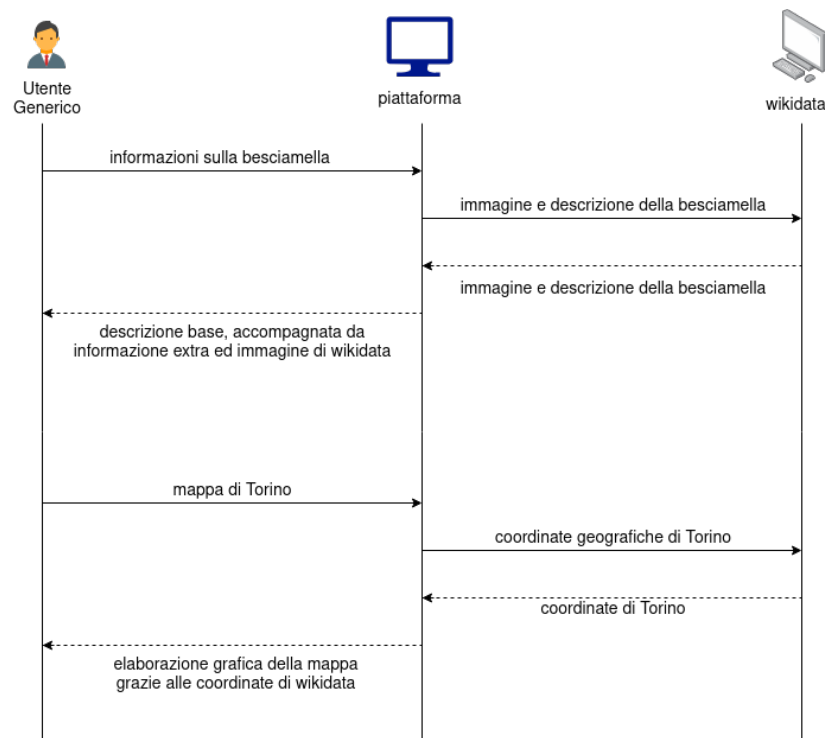 Utente
Generico
piattaforma
wikidata
informazioni sulla besciamella
immagine e descrizione della besciamella
immagine e descrizione della besciamella
descrizione base, accompagnata da
informazione extra ed immagine di wikidata
mappa di Torino
coordinate geografiche di Torino
coordinate di Torino
elaborazione grafica della mappa
grazie alle coordinate di wikidata